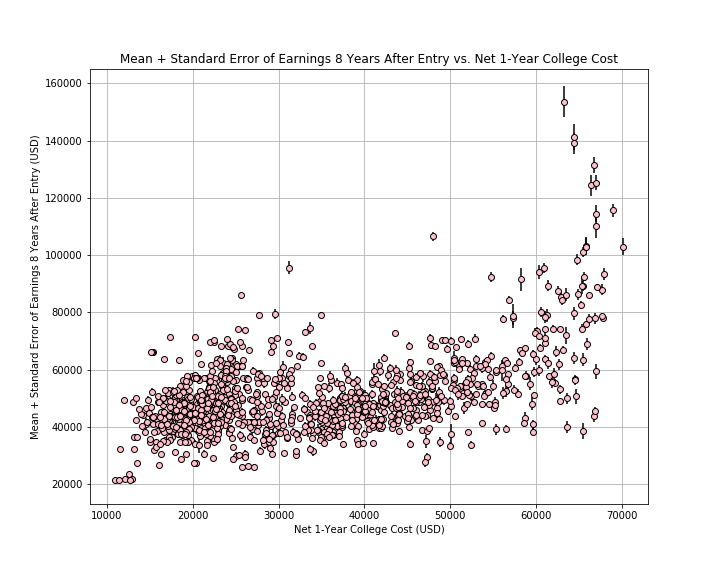 Mean + Standard Error of Earnings 8 Years After Entry vs. Net 1-Year College Cost
Mean + Standard Error of Earnings 8 Years After Entry (USD)
160000
140000
120000
100000
80000
60000
40000
20000
10000 20000 30000 40000 50000 60000 70000
Net 1-Year College Cost (USD)